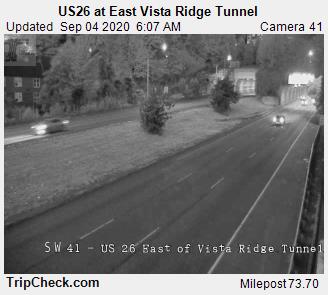 US26 at East Vista Ridge Tunnel
Updated Sep 04 2020 6:07 AM Camera 41
SW 41 - US 26 East of Vista Ridge Tunnel
TripCheck.com Milepost 73.70